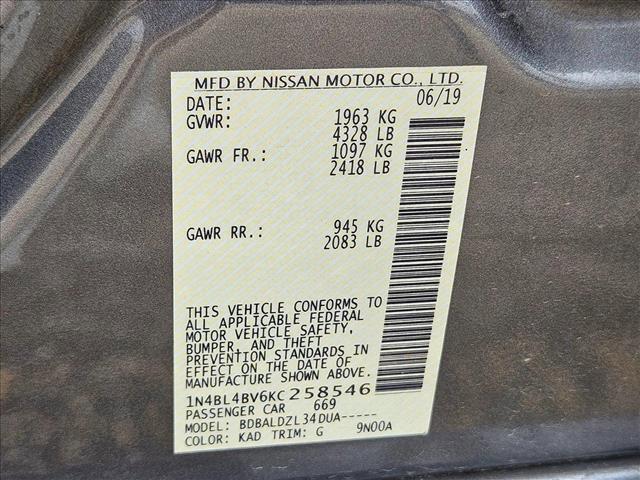 MFD BY NISSAN MOTOR CO., LTD.
DATE: 06/19
GVWR: 1963 KG
4328 LB
GAWR FR.: 1097 KG
2418 LB
GAWR RR.: 945 KG
2083 LB
THIS VEHICLE CONFORMS TO
ALL APPLICABLE FEDERAL
MOTOR VEHICLE SAFETY,
BUMPER, AND THEFT
PREVENTION STANDARDS IN
EFFECT ON THE DATE OF
MANUFACTURE SHOWN ABOVE.
1N4BL4BV6KC258546
PASSENGER CAR 669
MODEL: BDBALDZL34DUA-----
COLOR: KAD TRIM: G 9N00A